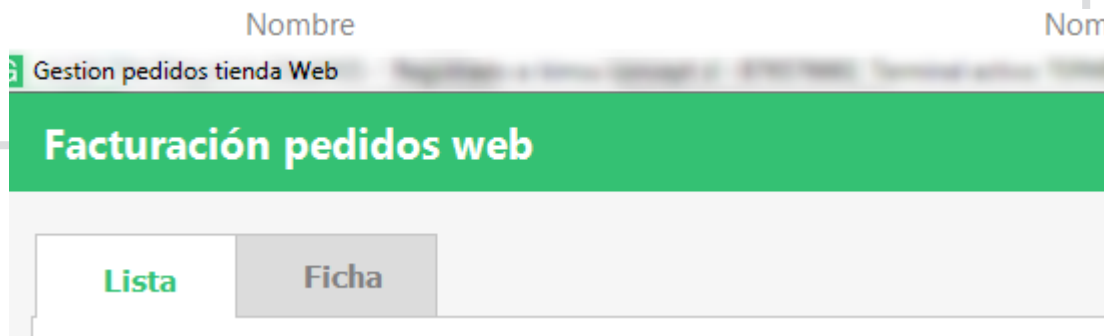 Nombre Nom
Gestion pedidos tienda Web
Facturación pedidos web
Lista Ficha